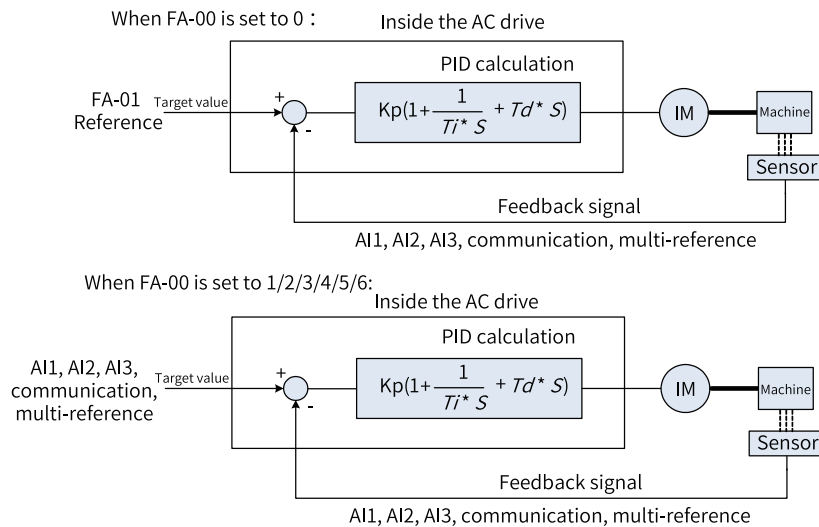 When FA-00 is set to 0 :
Inside the AC drive
PID calculation
FA-01
Reference
Target value
+
-
Kp(1+ 1/Ti* S + Td* S)
IM
Machine
Sensor
Feedback signal
AI1, AI2, AI3, communication, multi-reference
When FA-00 is set to 1/2/3/4/5/6:
Inside the AC drive
PID calculation
AI1, AI2, AI3,
communication,
multi-reference
Target value
+
-
Kp(1+ 1/Ti* S + Td* S)
IM
Machine
Sensor
Feedback signal
AI1, AI2, AI3, communication, multi-reference